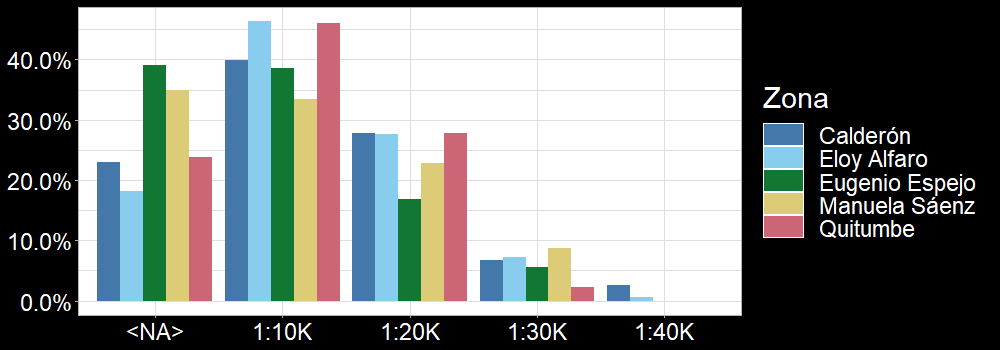 40.0%
30.0%
20.0%
10.0%
0.0%
<NA>
1:10K
1:20K
1:30K
1:40K
Zona
Calderón
Eloy Alfaro
Eugenio Espejo
Manuela Sáenz
Quitumbe